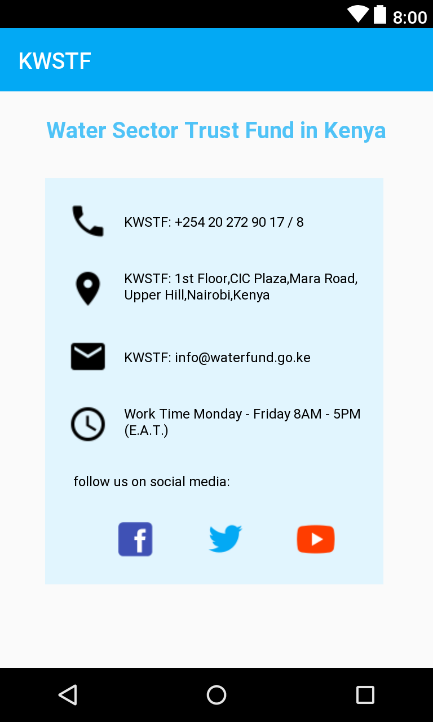 8:00
KWSTF
Water Sector Trust Fund in Kenya
KWSTF: +254 20 272 90 17 / 8
KWSTF: 1st Floor,CIC Plaza,Mara Road,
Upper Hill,Nairobi,Kenya
KWSTF: info@waterfund.go.ke
Work Time Monday - Friday 8AM - 5PM
(E.A.T.)
follow us on social media: